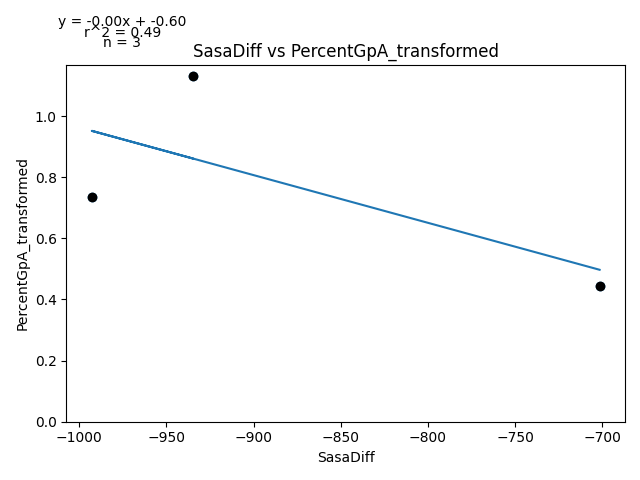 y = -0.00x + -0.60
r^2 = 0.49
n = 3
SasaDiff vs PercentGpA_transformed
1.0
0.8
0.6
0.4
0.2
0.0
PercentGpA_transformed
−1000 −950 −900 −850 −800 −750 −700
SasaDiff